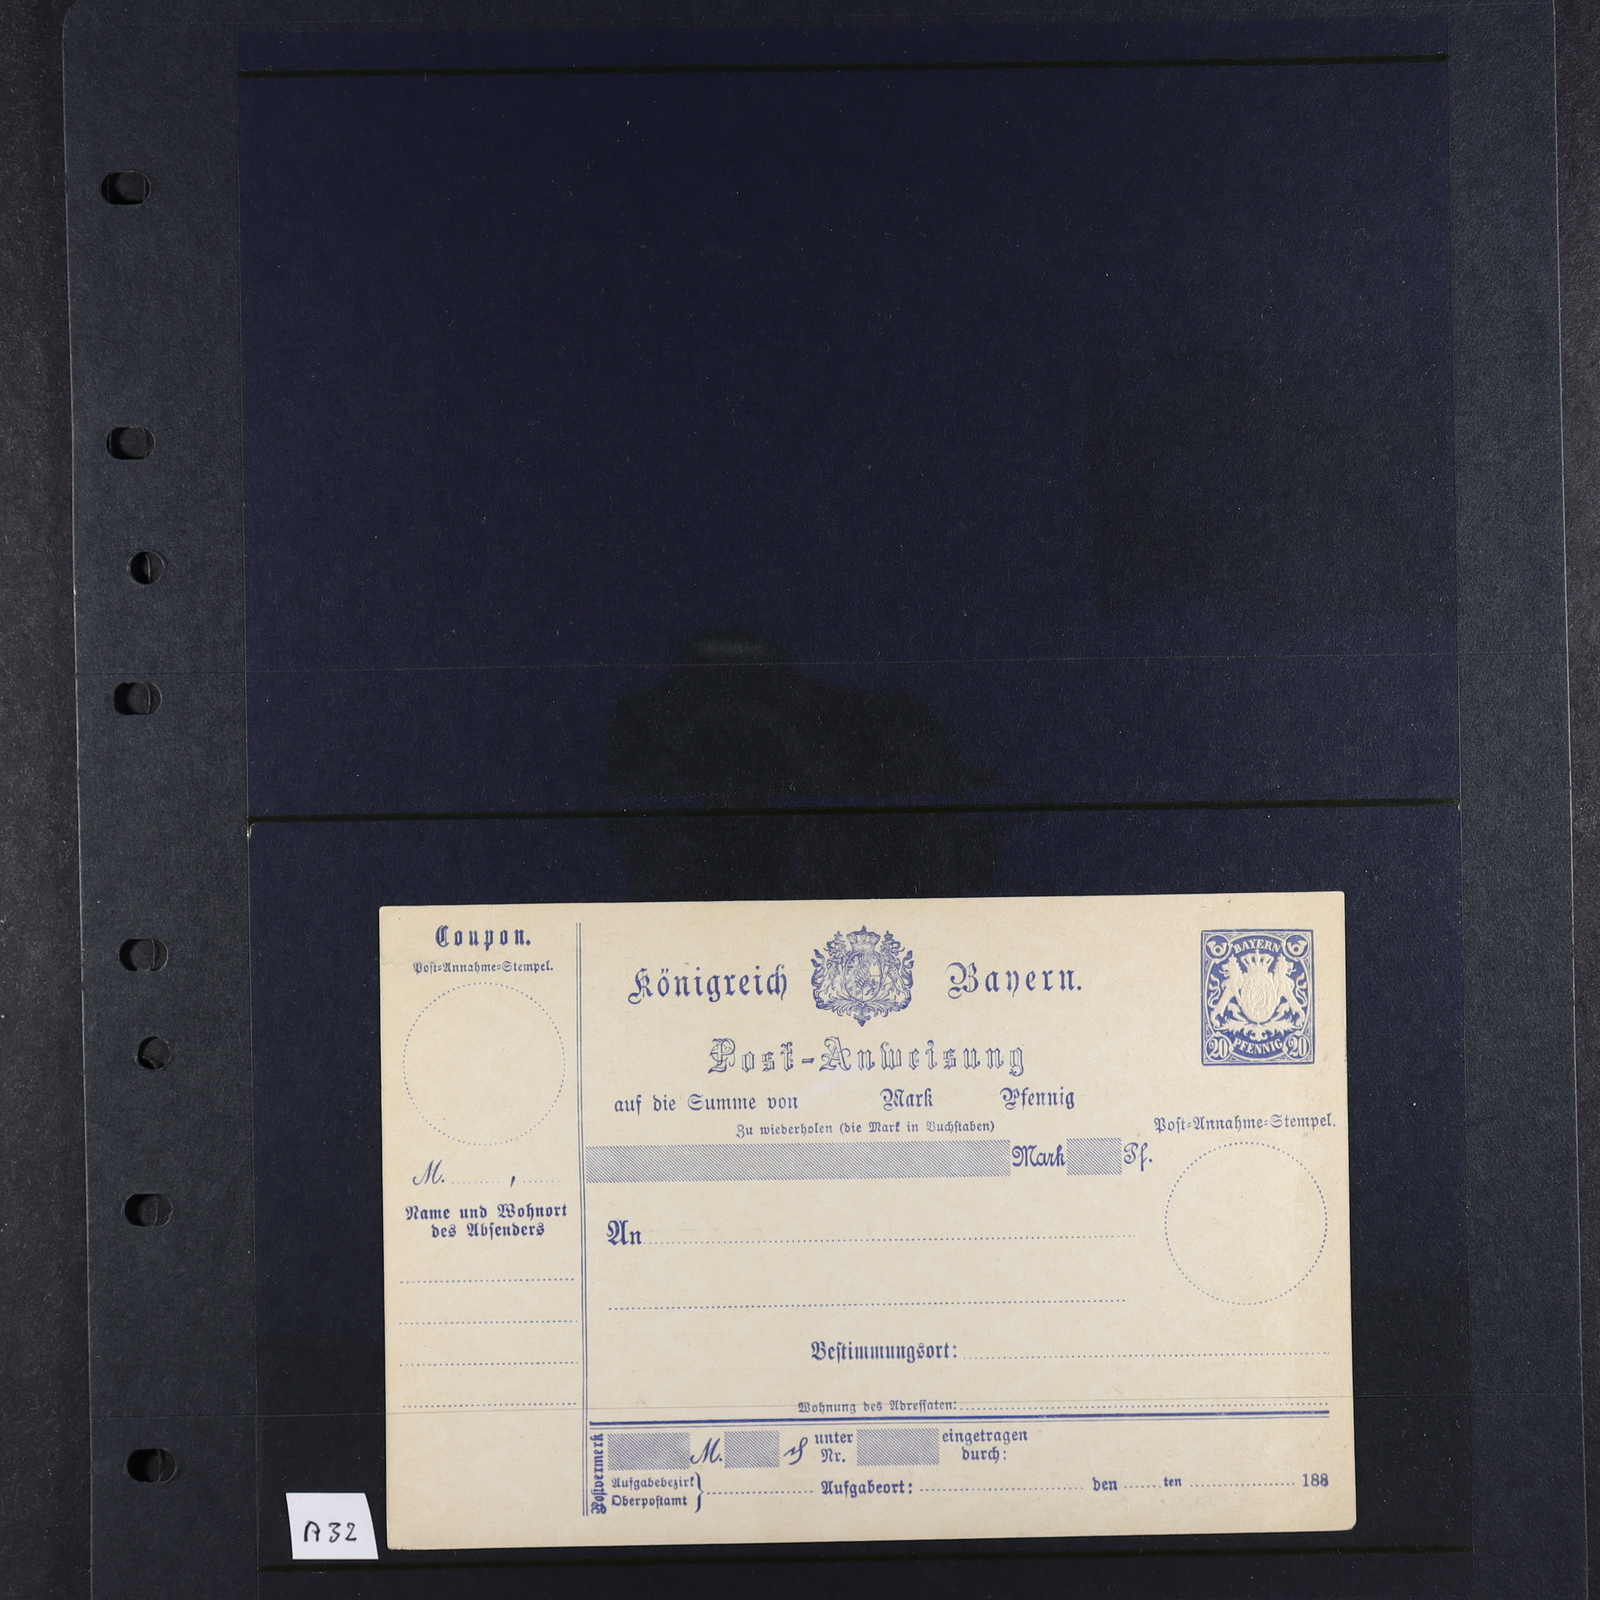 Coupon.
Post-Annahme-Stempel.
M. ,
Name und Wohnort
des Absenders
Königreich Bayern.
Post-Anweisung
auf die Summe von Mark Pfennig
Zu wiederholen (die Mark in Buchstaben)
Mark Pf.
BAYERN
20 PFENNIG 20
Post-Annahme-Stempel.
An
Bestimmungsort:
Wohnung des Adressaten:
Postvermerk
M. ₰ unter Nr. eingetragen durch:
Aufgabebezirk
Oberpostamt
Aufgabeort: den ten 188
A32